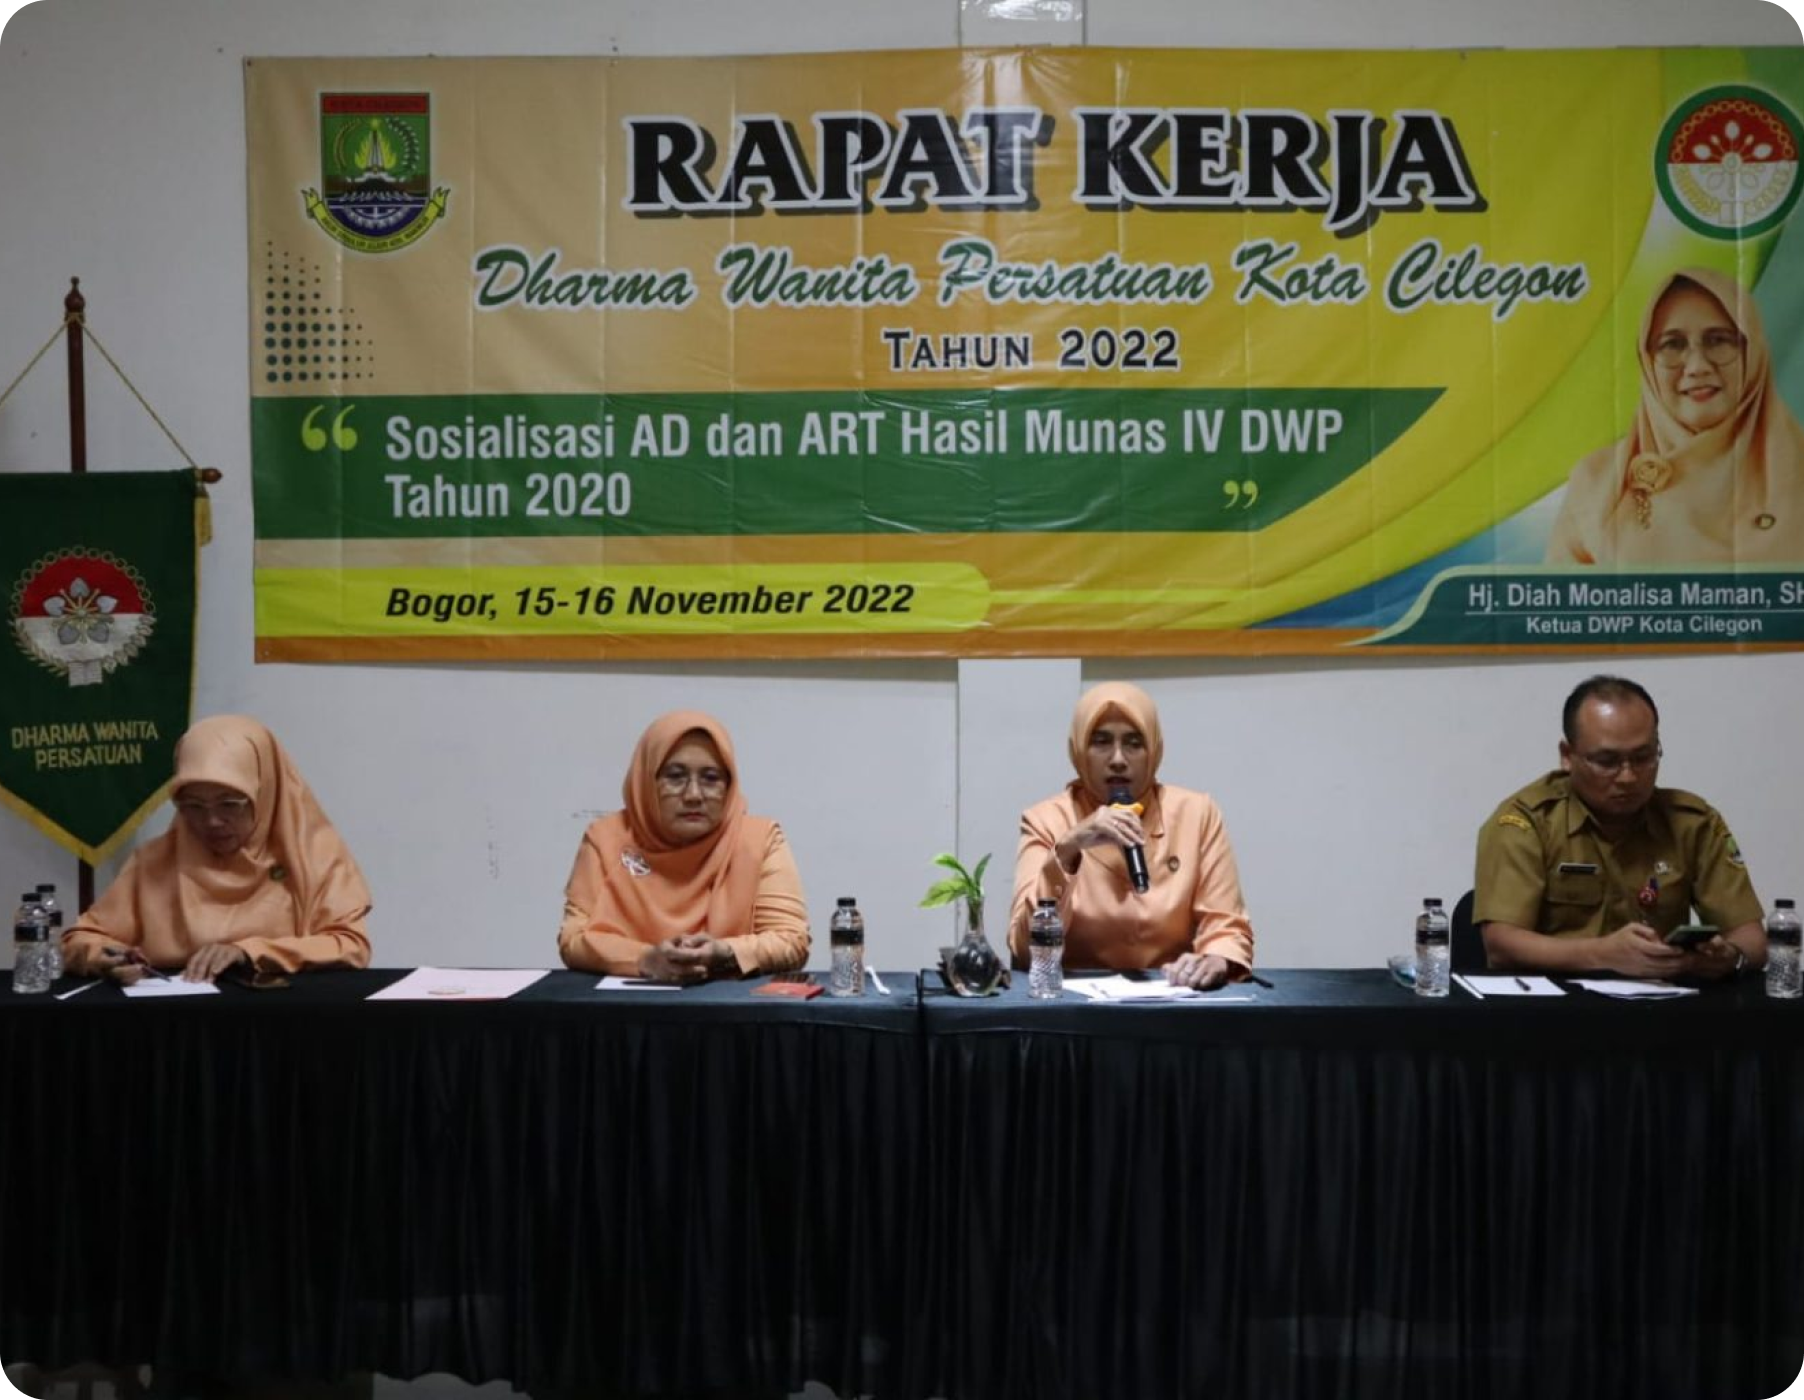 RAPAT KERJA
Dharma Wanita Persatuan Kota Cilegon
TAHUN 2022
“ Sosialisasi AD dan ART Hasil Munas IV DWP
Tahun 2020 ”
Bogor, 15-16 November 2022
Hj. Diah Monalisa Maman, SH
Ketua DWP Kota Cilegon
DHARMA WANITA
PERSATUAN